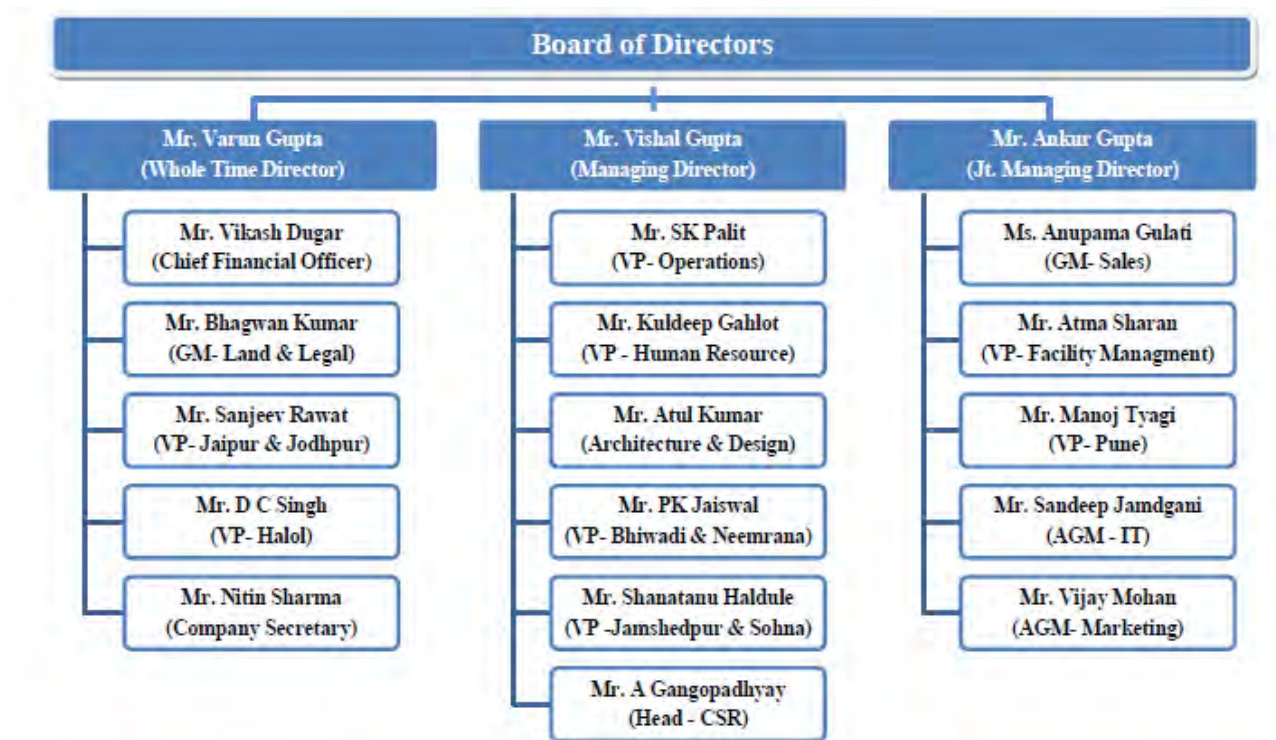 Board of Directors
Mr. Varun Gupta
(Whole Time Director)
Mr. Vikash Dugar
(Chief Financial Officer)
Mr. Bhagwan Kumar
(GM- Land & Legal)
Mr. Sanjeev Rawat
(VP- Jaipur & Jodhpur)
Mr. D C Singh
(VP- Halol)
Mr. Nitin Sharma
(Company Secretary)
Mr. Vishal Gupta
(Managing Director)
Mr. SK Palit
(VP- Operations)
Mr. Kuldeep Gahlot
(VP - Human Resource)
Mr. Atul Kumar
(Architecture & Design)
Mr. PK Jaiswal
(VP- Bhiwadi & Neemrana)
Mr. Shanatanu Haldule
(VP -Jamshedpur & Sohna)
Mr. A Gangopadhyay
(Head - CSR)
Mr. Ankur Gupta
(Jt. Managing Director)
Ms. Anupama Gulati
(GM- Sales)
Mr. Atma Sharan
(VP- Facility Managment)
Mr. Manoj Tyagi
(VP- Pune)
Mr. Sandeep Jamdgani
(AGM - IT)
Mr. Vijay Mohan
(AGM- Marketing)